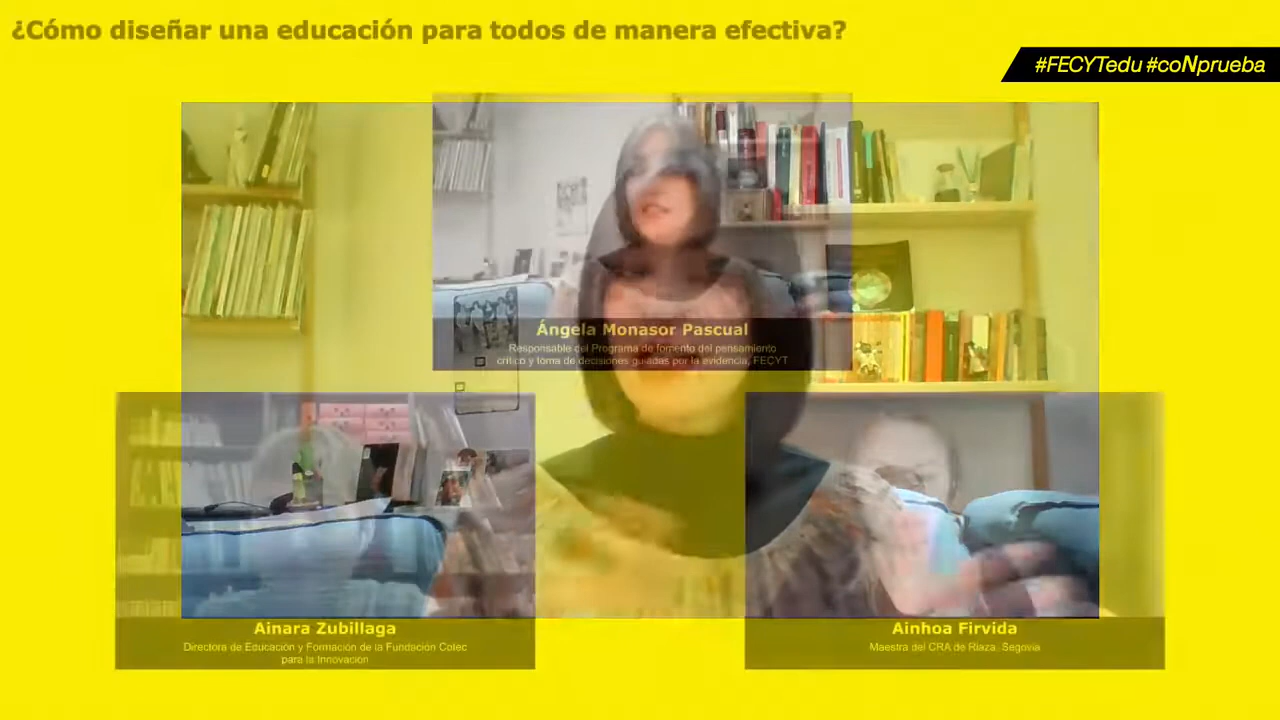 ¿Cómo diseñar una educación para todos de manera efectiva?
#FECYTedu #coNprueba
Ángela Monasor Pascual
Responsable del Programa de fomento del pensamiento
crítico y toma de decisiones guiadas por la evidencia, FECYT
Ainara Zubillaga
Directora de Educación y Formación de la Fundación Cotec
para la Innovación
Ainhoa Firvida
Maestra del CRA de Riaza, Segovia